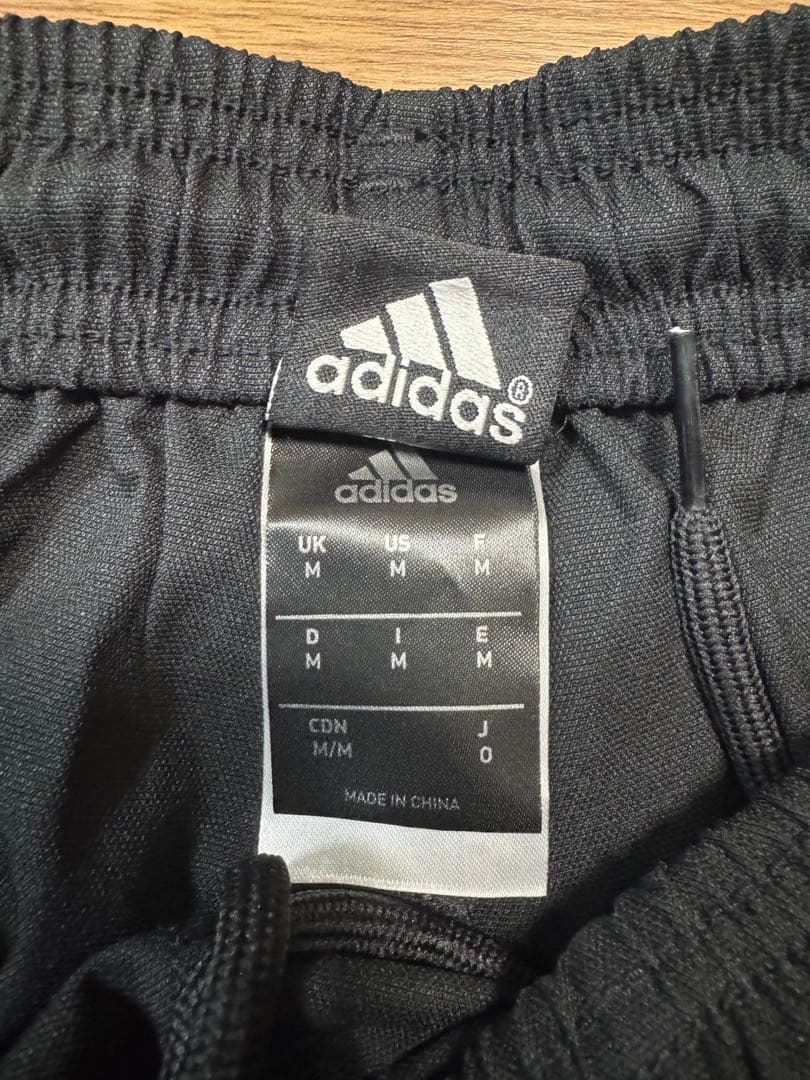 adidas®
adidas
UK US F
M M M
D I E
M M M
CDN J
M/M O
MADE IN CHINA